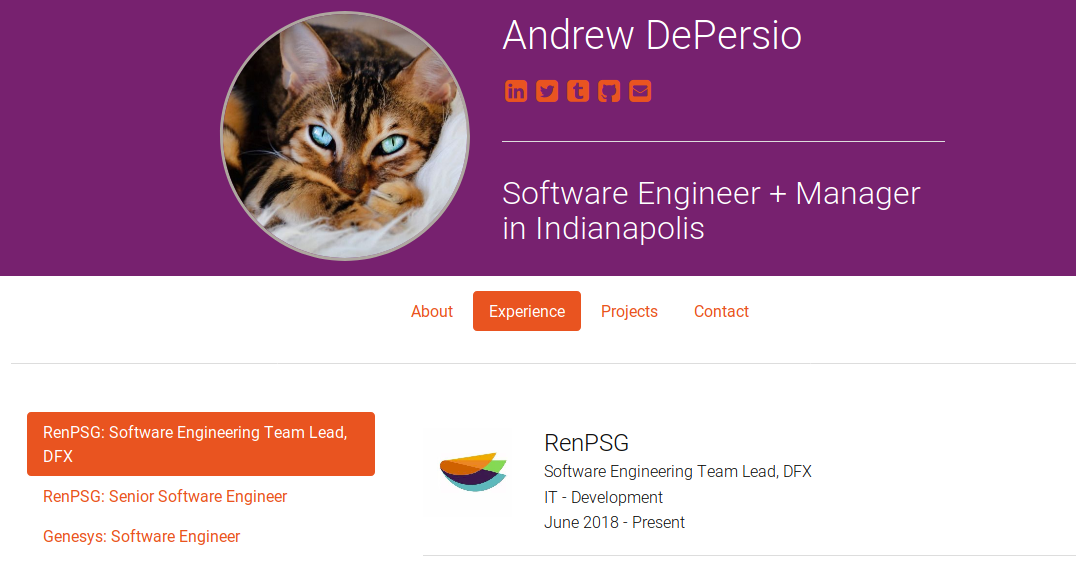 Andrew DePersio
Software Engineer + Manager
in Indianapolis
About
Experience
Projects
Contact
RenPSG: Software Engineering Team Lead,
DFX
RenPSG: Senior Software Engineer
Genesys: Software Engineer
RenPSG
Software Engineering Team Lead, DFX
IT - Development
June 2018 - Present